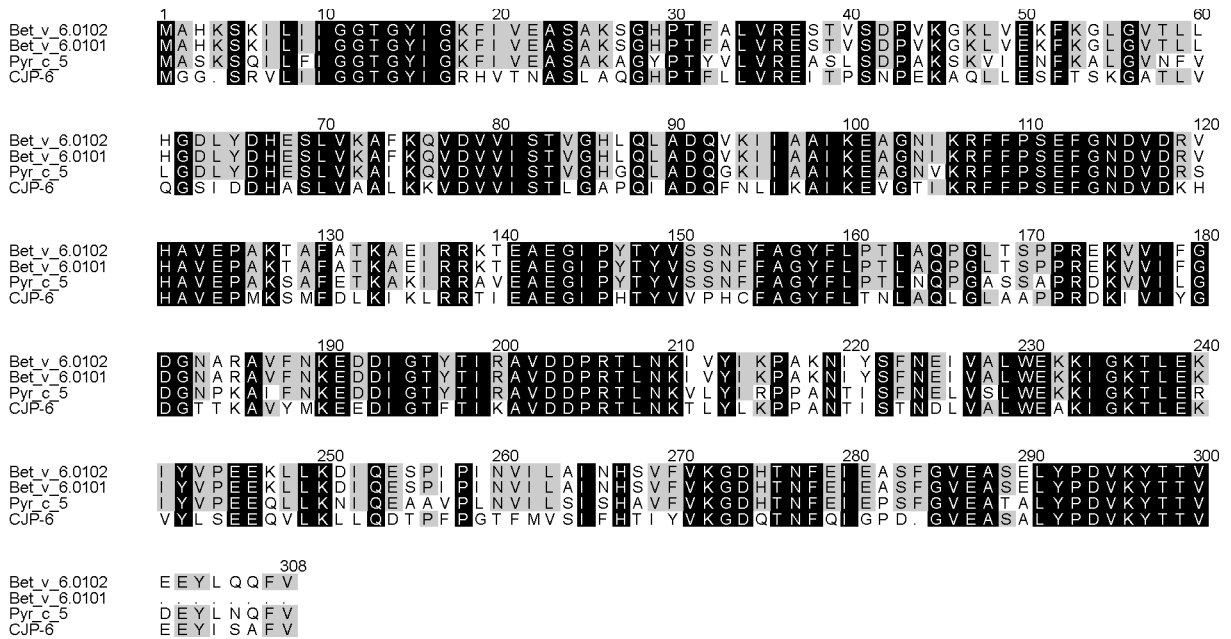 1 10 20 30 40 50 60
Bet_v_6.0102 MAHKSKILIIGGTGYIGKFIVEASAKSGHPTFALVRESTVSDPVKGKLVEKFKGLGVTLL
Bet_v_6.0101 MAHKSKILIIGGTGYIGKFIVEASAKSGHPTFALVRESTVSDPVKGKLVEKFKGLGVTLL
Pyr_c_5 MASKSQILFIGGTGYIGKFIVEASAKAGYPTYVLVREASLSDPAKSKVIENFKALGVNFV
CJP-6 MGG.SRVLIIGGTGYIGRHVTNASLAQGHPTFLLVREITPSNPEKAQLLESFTSKGATLV
70 80 90 100 110 120
Bet_v_6.0102 HGDLYDHESLVKAFKQVDVVISTVGHLQLADQVKIIAAIKEAGNIKRFFPSEFGNDVDRV
Bet_v_6.0101 HGDLYDHESLVKAFKQVDVVISTVGHLQLADQVKIIAAIKEAGNIKRFFPSEFGNDVDRV
Pyr_c_5 LGDLYDHESLVKAIKQVDVVISTVGHGQLADQGKIIAAIKEAGNVKRFFPSEFGNDVDRS
CJP-6 QGSIDDHASLVAALKKVDVVISTLGAPQIADQFNLIKAIKEVGTIKRFFPSEFGNDVDKH
130 140 150 160 170 180
Bet_v_6.0102 HAVEPAKTAFATKAEIRRKTEAEGIPYTYVSSNFFAGYFLPTLAQPGLTSPPREKVVIFG
Bet_v_6.0101 HAVEPAKTAFATKAEIRRKTEAEGIPYTYVSSNFFAGYFLPTLAQPGLTSPPREKVVIFG
Pyr_c_5 HAVEPAKSAFETKAKIRRAVEAEGIPYTYVSSNFFAGYFLPTLNQPGASSAPRDKVVILG
CJP-6 HAVEPMKSMFDLKIKLRRTIEAEGIPHTYVVPHCFAGYFLTNLAQLGLAAPPRDKIVIYG
190 200 210 220 230 240
Bet_v_6.0102 DGNARAVFNKEDDIGTYTIRAVDDPRTLNKIVYIKPAKNIYSFNEIVALWEKKIGKTLEK
Bet_v_6.0101 DGNARAVFNKEDDIGTYTIRAVDDPRTLNKIVYIKPAKNIYSFNEIVALWEKKIGKTLEK
Pyr_c_5 DGNPKAIFNKEDDIGTYTIRAVDDPRTLNKVLYIRPPANTISFNELVSLWEKKIGKTLER
CJP-6 DGTTKAVYMKEEDIGTFTIKAVDDPRTLNKTLYLKPPANTISTNDLVALWEAKIGKTLEK
250 260 270 280 290 300
Bet_v_6.0102 IYVPEEKLLKDIQESPIPINVILAINHSVFVKGDHTNFEIEASFGVEASELYPDVKYTTV
Bet_v_6.0101 IYVPEEKLLKDIQESPIPINVILAINHSVFVKGDHTNFEIEASFGVEASELYPDVKYTTV
Pyr_c_5 IYVPEEQLLKNIQEAAVPLNVILSISHAVFVKGDHTNFEIEPSFGVEATALYPDVKYTTV
CJP-6 VYLSEEQVLKLLQDTPFPGTFMVSIFHTIYVKGDQTNFQIGPD.GVEASALYPDVKYTTV
308
Bet_v_6.0102 EEYLQQFV
Bet_v_6.0101 ........
Pyr_c_5 DEYLNQFV
CJP-6 EEYISAFV